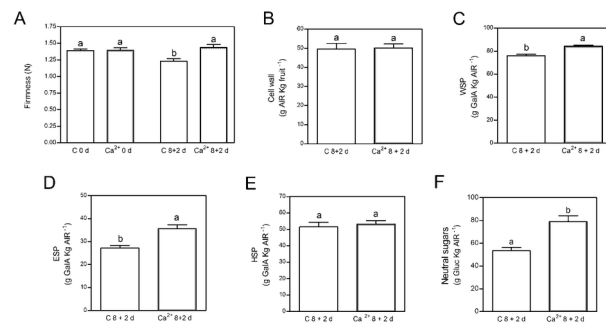 A
Firmness (N)
1.75
1.50
1.25
1.00
0.75
0.50
0.25
0.00
a
a
b
a
C 0 d
Ca2+ 0 d
C 8+2 d
Ca2+ 8+2 d
B
Cell wall
(g AIR Kg fruit -1)
60
50
40
30
20
10
0
a
a
C 8+2 d
Ca2+ 8 + 2 d
C
WSP
(g GalA Kg AIR -1)
100
80
60
40
20
0
b
a
C 8 + 2 d
Ca2+ 8 + 2 d
D
ESP
(g GalA Kg AIR -1)
50
40
30
20
10
0
b
a
C 8 + 2 d
Ca2+ 8+2 d
E
HSP
(g GalA Kg AIR -1)
70
60
50
40
30
20
10
0
a
a
C 8 + 2 d
Ca 2+ 8 + 2 d
F
Neutral sugars
(g Gluc Kg AIR -1)
100
80
60
40
20
0
a
b
C 8 + 2 d
Ca2+ 8 + 2 d